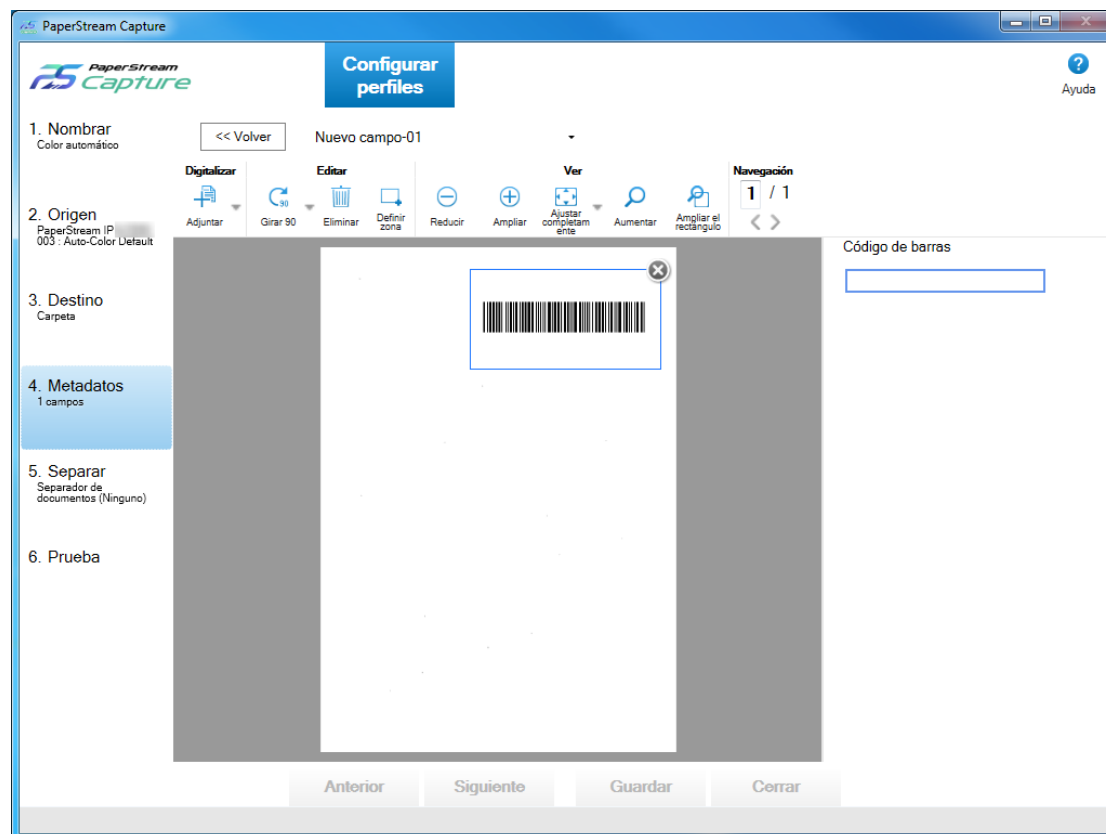 PaperStream Capture
PaperStream
Capture
Configurar
perfiles
Ayuda
1. Nombrar
Color automático
<< Volver
Nuevo campo-01
Digitalizar
Editar
Ver
Navegación
1 / 1
Adjuntar
90
Girar 90
Eliminar
Definir
zona
Reducir
Ampliar
Ajustar
completam
ente
Aumentar
Ampliar el
rectángulo
2. Origen
PaperStream IP
003 : Auto-Color Default
Código de barras
3. Destino
Carpeta
4. Metadatos
1 campos
5. Separar
Separador de
documentos (Ninguno)
6. Prueba
Anterior
Siguiente
Guardar
Cerrar